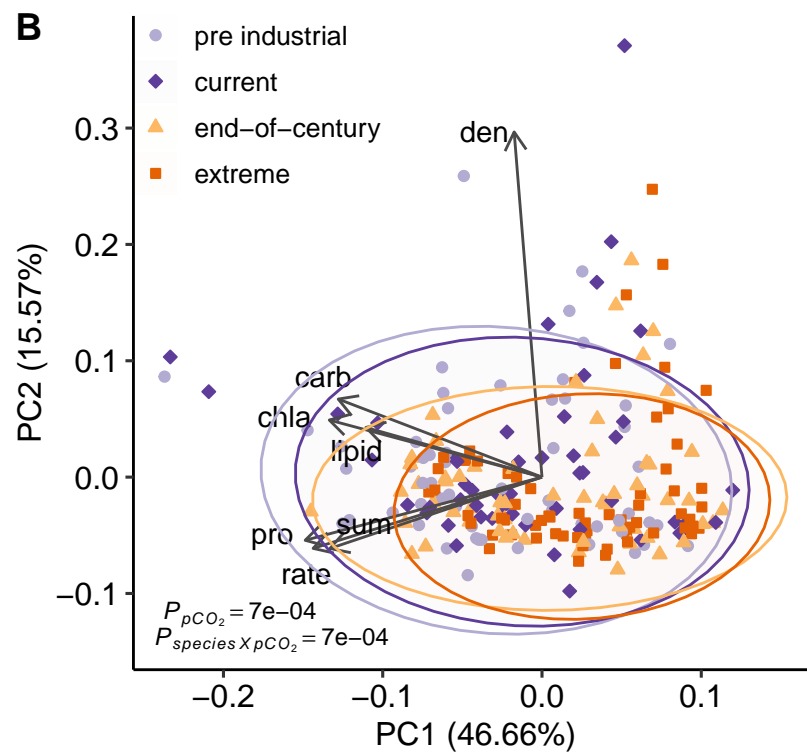 B
pre industrial
current
end−of−century
extreme
den
carb
chla
lipid
sum
pro
rate
P pCO₂ = 7e−04
P species X pCO₂ = 7e−04
0.3
0.2
0.1
0.0
−0.1
PC2 (15.57%)
−0.2 −0.1 0.0 0.1
PC1 (46.66%)